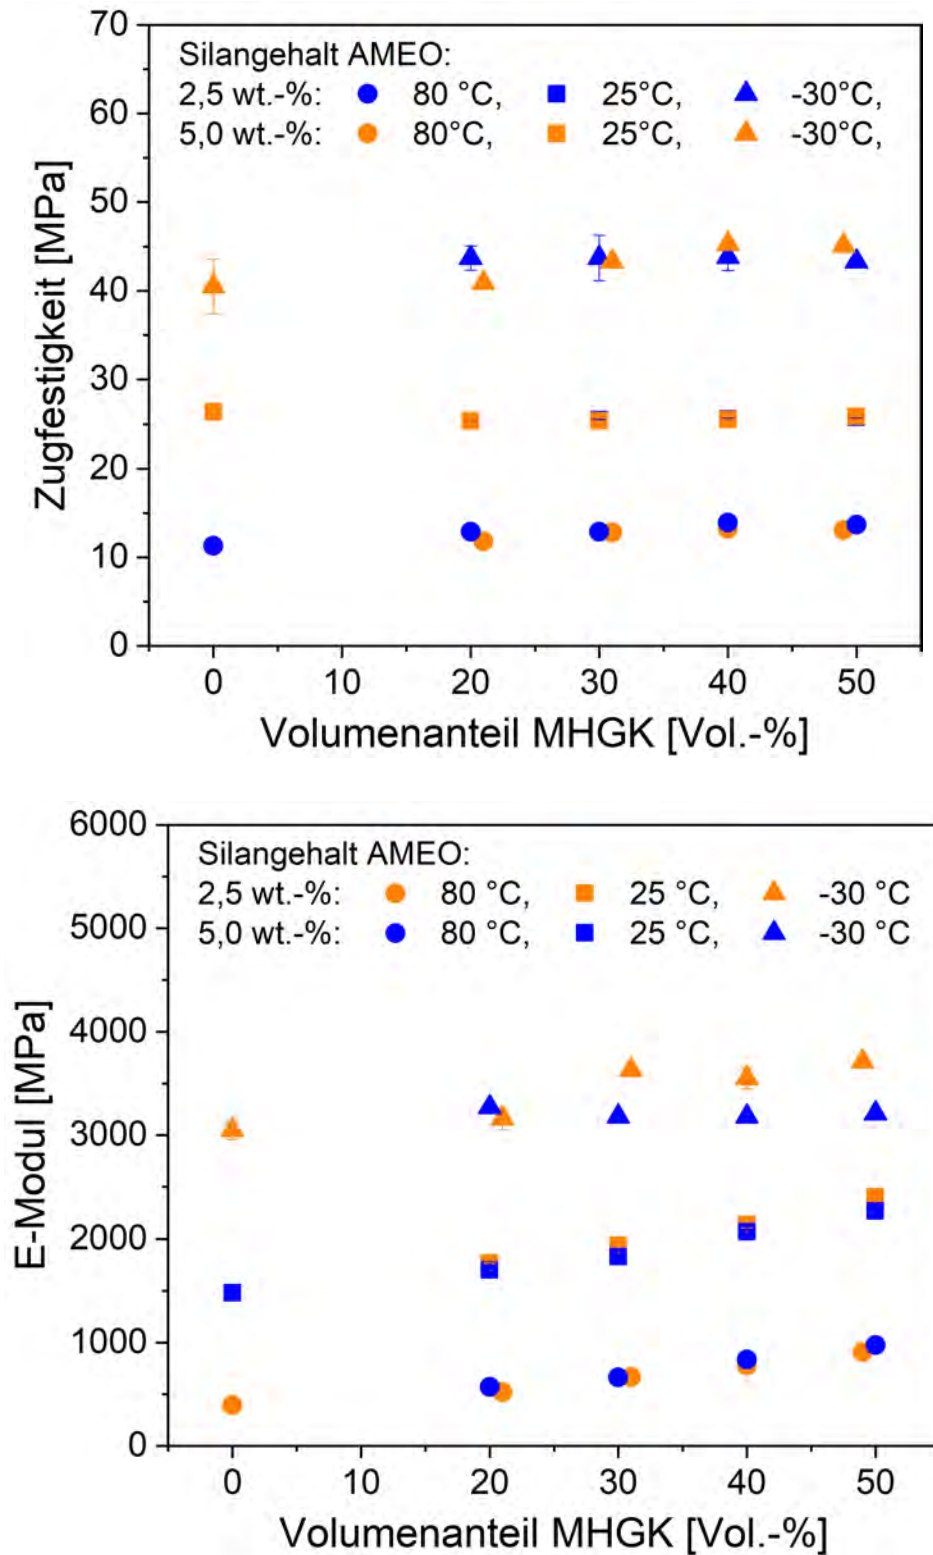 70
60
50
40
30
20
10
0
Zugfestigkeit [MPa]
Silangehalt AMEO:
2,5 wt.-%: 80 °C, 25°C, -30°C,
5,0 wt.-%: 80°C, 25°C, -30°C,
0 10 20 30 40 50
Volumenanteil MHGK [Vol.-%]
6000
5000
4000
3000
2000
1000
0
E-Modul [MPa]
Silangehalt AMEO:
2,5 wt.-%: 80 °C, 25 °C, -30 °C
5,0 wt.-%: 80 °C, 25 °C, -30 °C
0 10 20 30 40 50
Volumenanteil MHGK [Vol.-%]